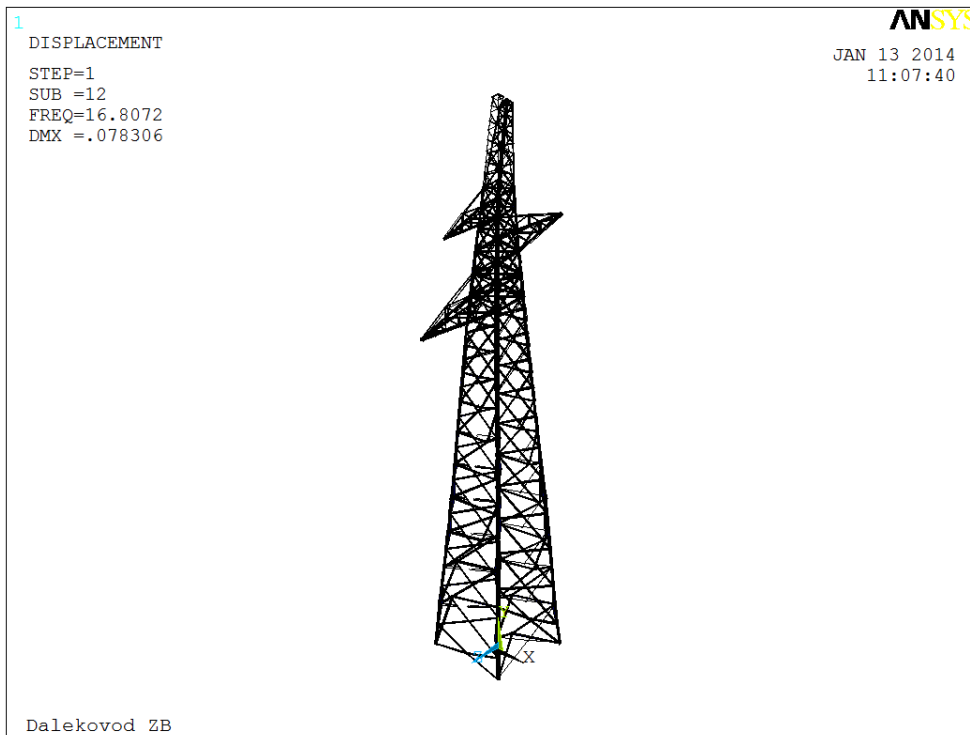 1
ANSYS
DISPLACEMENT
STEP=1
SUB =12
FREQ=16.8072
DMX =.078306
JAN 13 2014
11:07:40
X
Dalekovod ZB